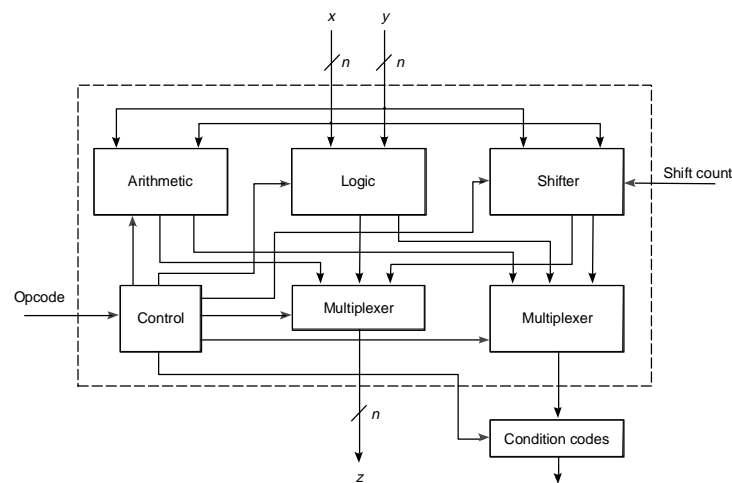 x y
n n
Arithmetic Logic Shifter Shift count
Opcode
Control Multiplexer Multiplexer
n
Condition codes
z